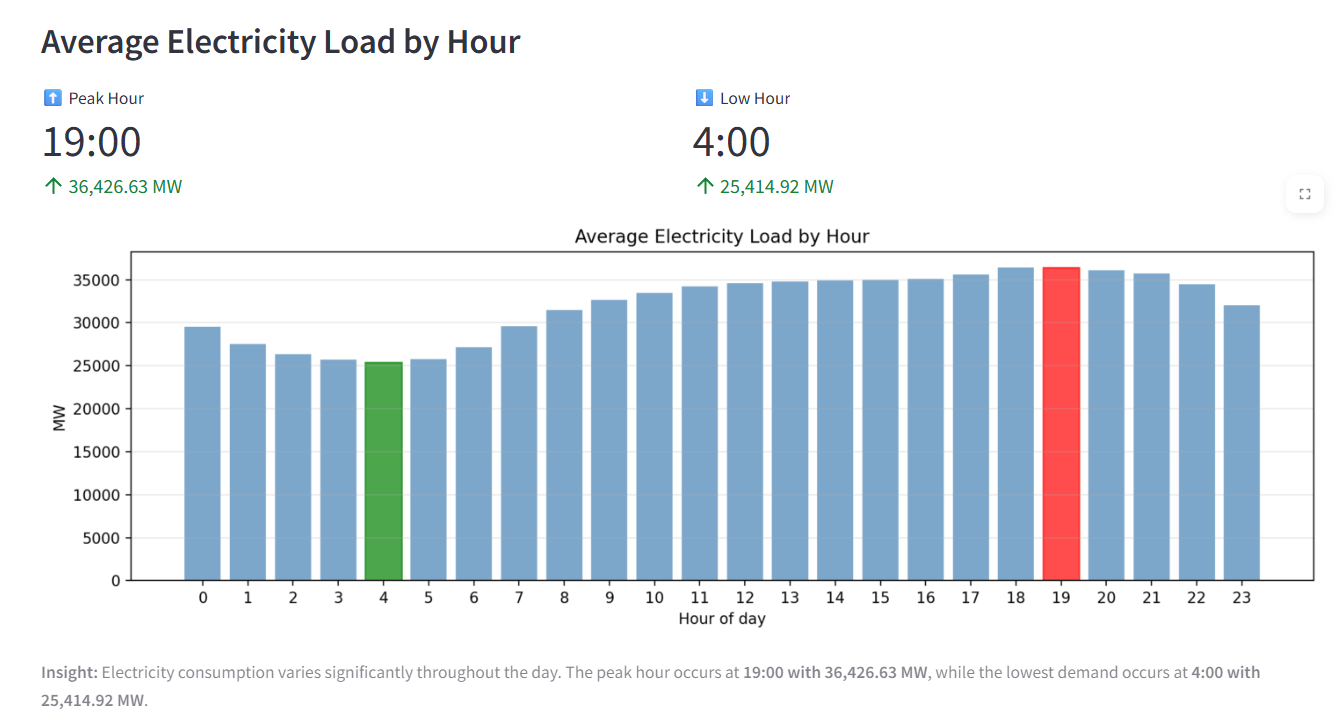 Average Electricity Load by Hour
⬆️ Peak Hour
19:00
↑ 36,426.63 MW
⬇️ Low Hour
4:00
↑ 25,414.92 MW
Average Electricity Load by Hour
MW
35000
30000
25000
20000
15000
10000
5000
0
0 1 2 3 4 5 6 7 8 9 10 11 12 13 14 15 16 17 18 19 20 21 22 23
Hour of day
Insight: Electricity consumption varies significantly throughout the day. The peak hour occurs at 19:00 with 36,426.63 MW, while the lowest demand occurs at 4:00 with
25,414.92 MW.